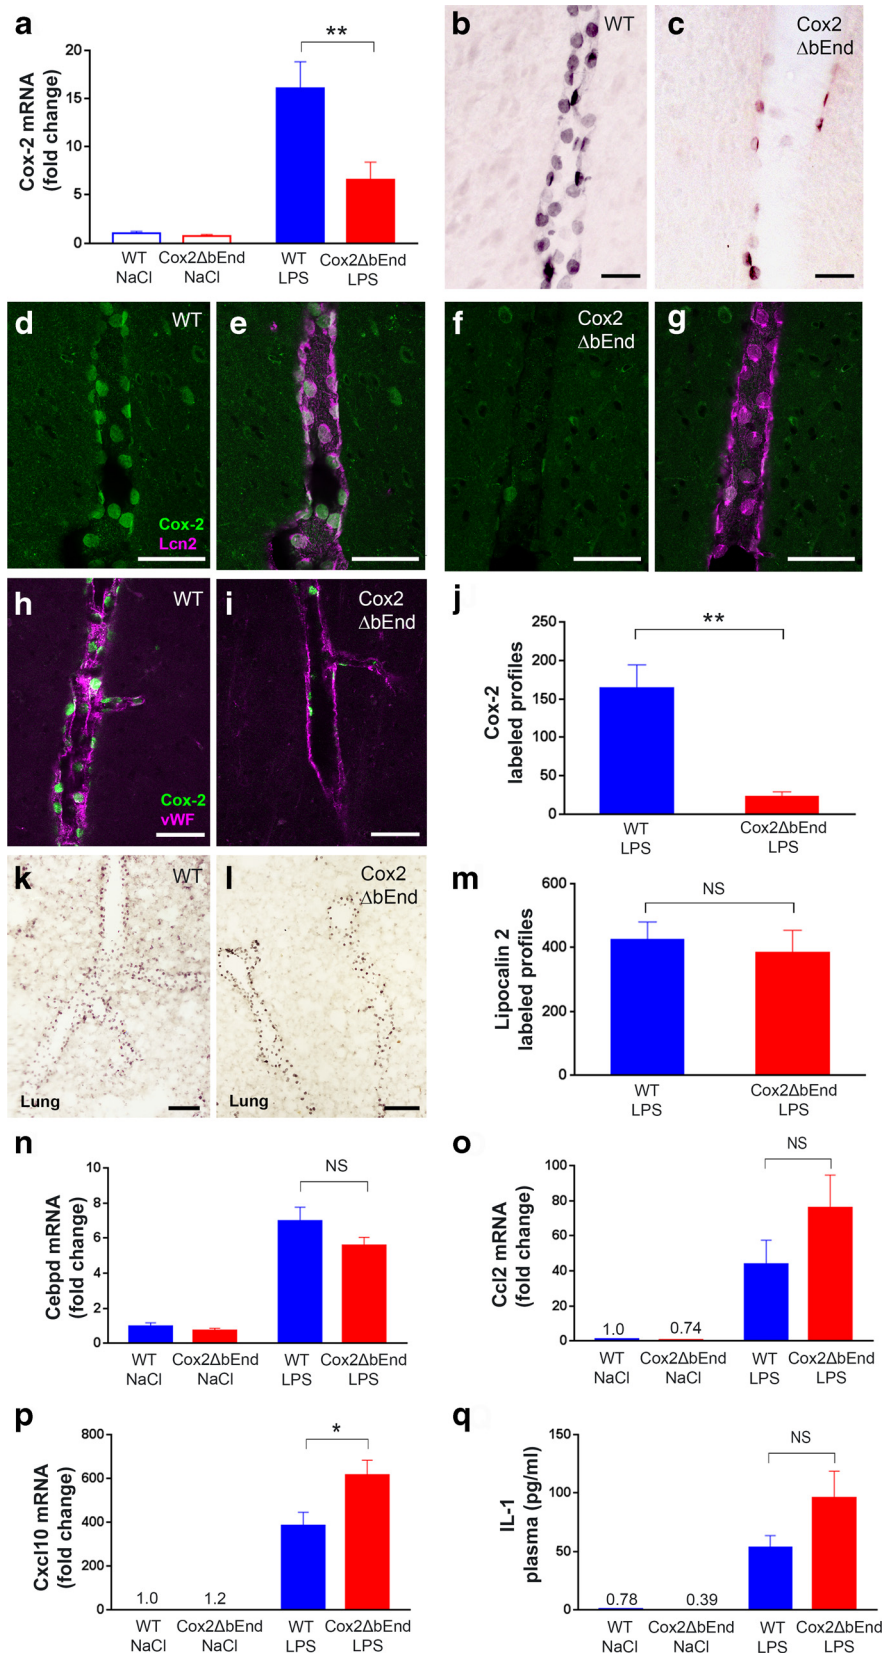 a
Cox-2 mRNA
(fold change)
20
15
10
5
0
**
WT
NaCl
Cox2ΔbEnd
NaCl
WT
LPS
Cox2ΔbEnd
LPS
b
WT
c
Cox2
ΔbEnd
d
WT
Cox-2
Lcn2
e
f
Cox2
ΔbEnd
g
h
WT
Cox-2
vWF
i
Cox2
ΔbEnd
j
Cox-2
labeled profiles
250
200
150
100
50
0
**
WT
LPS
Cox2ΔbEnd
LPS
k
WT
Lung
l
Cox2
ΔbEnd
Lung
m
Lipocalin 2
labeled profiles
600
400
200
0
NS
WT
LPS
Cox2ΔbEnd
LPS
n
Cebpd mRNA
(fold change)
10
8
6
4
2
0
NS
WT
NaCl
Cox2ΔbEnd
NaCl
WT
LPS
Cox2ΔbEnd
LPS
o
Ccl2 mRNA
(fold change)
100
80
60
40
20
0
1.0
0.74
NS
WT
NaCl
Cox2ΔbEnd
NaCl
WT
LPS
Cox2ΔbEnd
LPS
p
Cxcl10 mRNA
(fold change)
800
600
400
200
0
1.0
1.2
*
WT
NaCl
Cox2ΔbEnd
NaCl
WT
LPS
Cox2ΔbEnd
LPS
q
IL-1
plasma (pg/ml)
150
100
50
0
0.78
0.39
NS
WT
NaCl
Cox2ΔbEnd
NaCl
WT
LPS
Cox2ΔbEnd
LPS